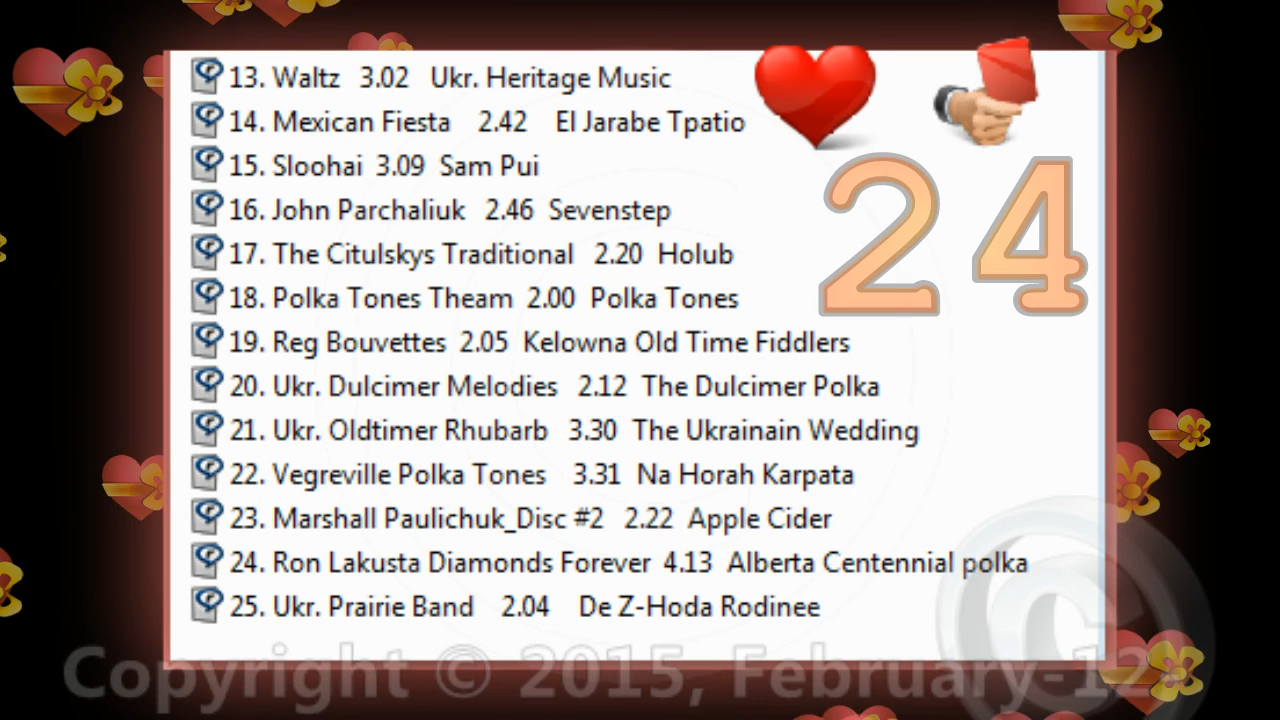 13. Waltz 3.02 Ukr. Heritage Music
14. Mexican Fiesta 2.42 El Jarabe Tpatio
15. Sloohai 3.09 Sam Pui
16. John Parchaliuk 2.46 Sevenstep
17. The Citulskys Traditional 2.20 Holub
18. Polka Tones Theam 2.00 Polka Tones
19. Reg Bouvettes 2.05 Kelowna Old Time Fiddlers
20. Ukr. Dulcimer Melodies 2.12 The Dulcimer Polka
21. Ukr. Oldtimer Rhubarb 3.30 The Ukrainain Wedding
22. Vegreville Polka Tones 3.31 Na Horah Karpata
23. Marshall Paulichuk_Disc #2 2.22 Apple Cider
24. Ron Lakusta Diamonds Forever 4.13 Alberta Centennial polka
25. Ukr. Prairie Band 2.04 De Z-Hoda Rodinee
24
©
Copyright © 2015, February-12